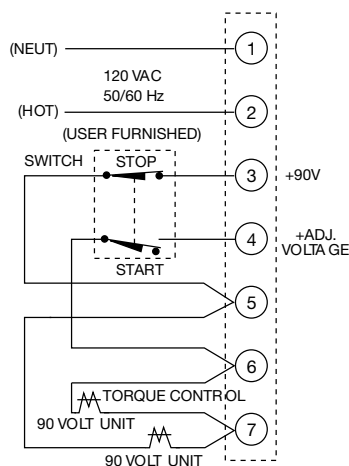 (NEUT)
1
120 VAC
50/60 Hz
(HOT)
2
(USER FURNISHED)
SWITCH
STOP
3
+90V
4
+ADJ.
VOLTAGE
START
5
6
TORQUE CONTROL
90 VOLT UNIT
7
90 VOLT UNIT